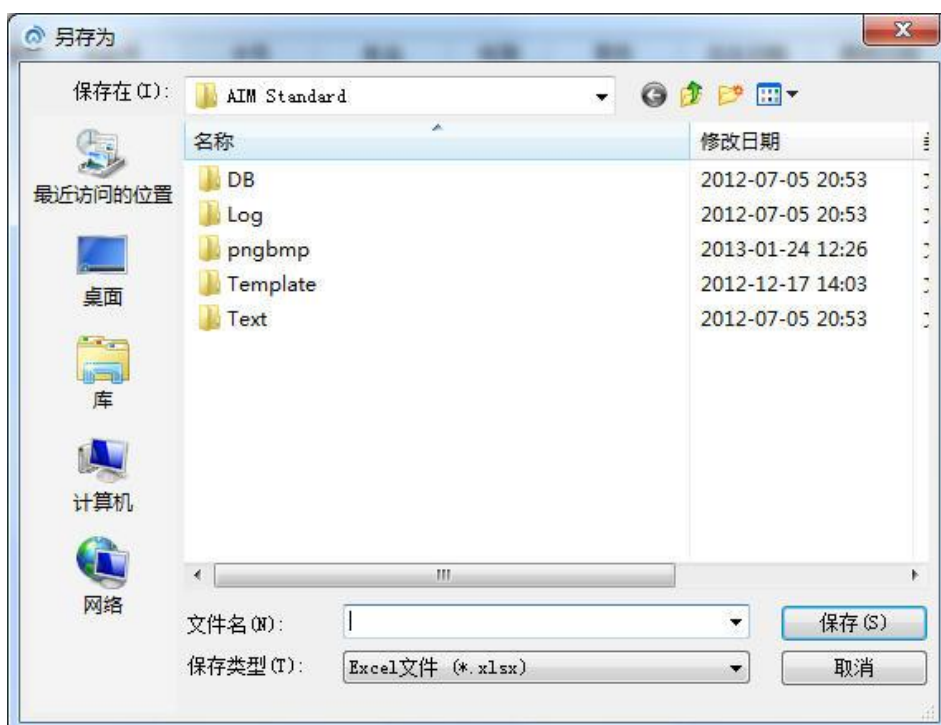 另存为
保存在(I):
AIM Standard
名称
修改日期
DB
2012-07-05 20:53
Log
2012-07-05 20:53
pngbmp
2013-01-24 12:26
Template
2012-12-17 14:03
Text
2012-07-05 20:53
最近访问的位置
桌面
库
计算机
网络
文件名(N):
保存(S)
保存类型(T):
Excel文件 (*.xlsx)
取消